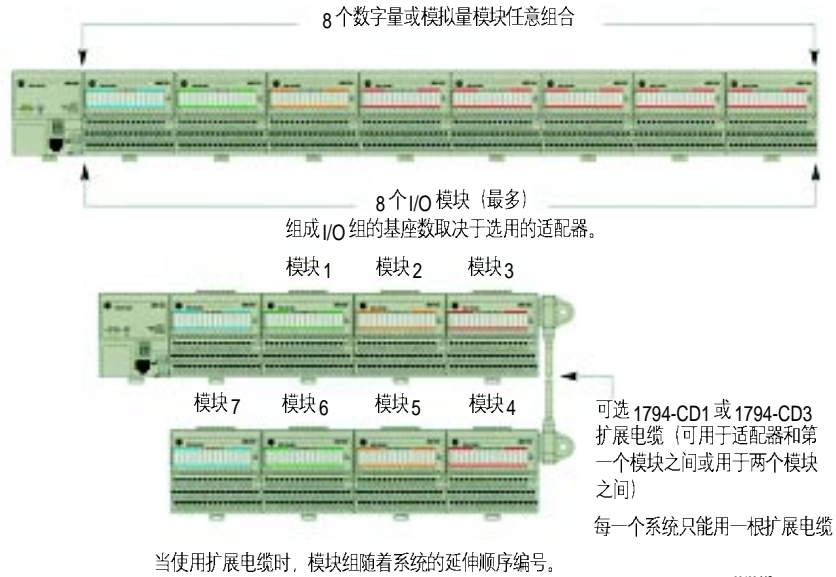 8个数字量或模拟量模块任意组合
8个I/O模块（最多）
组成I/O组的基座数取决于选用的适配器。
模块1 模块2 模块3
模块7 模块6 模块5 模块4
可选1794-CD1或1794-CD3
扩展电缆（可用于适配器和第
一个模块之间或用于两个模块
之间）
每一个系统只能用一根扩展电缆
当使用扩展电缆时，模块组随着系统的延伸顺序编号。